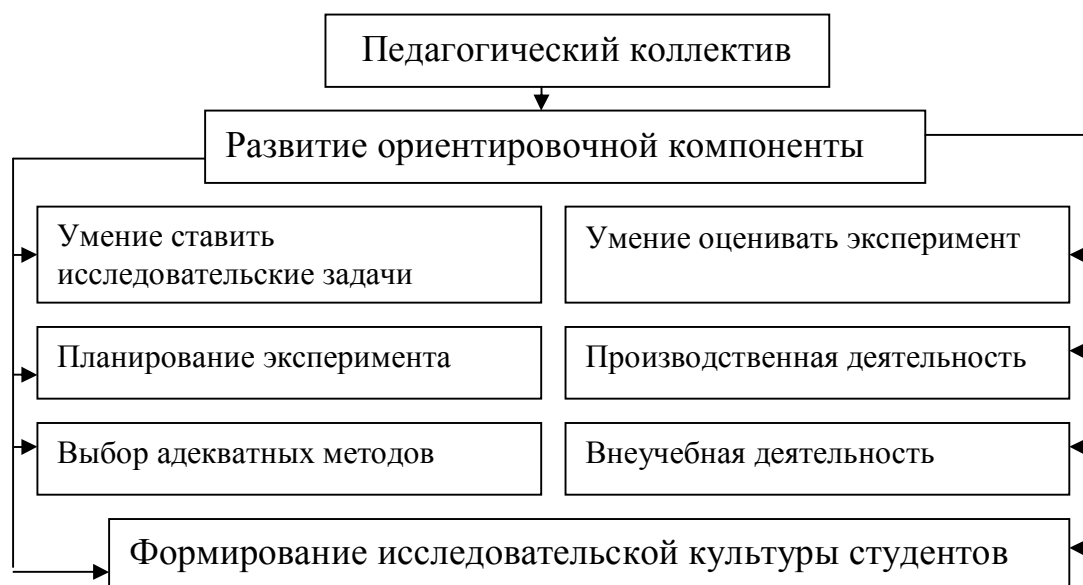 Педагогический коллектив
Развитие ориентировочной компоненты
Умение ставить
исследовательские задачи
Умение оценивать эксперимент
Планирование эксперимента
Производственная деятельность
Выбор адекватных методов
Внеучебная деятельность
Формирование исследовательской культуры студентов